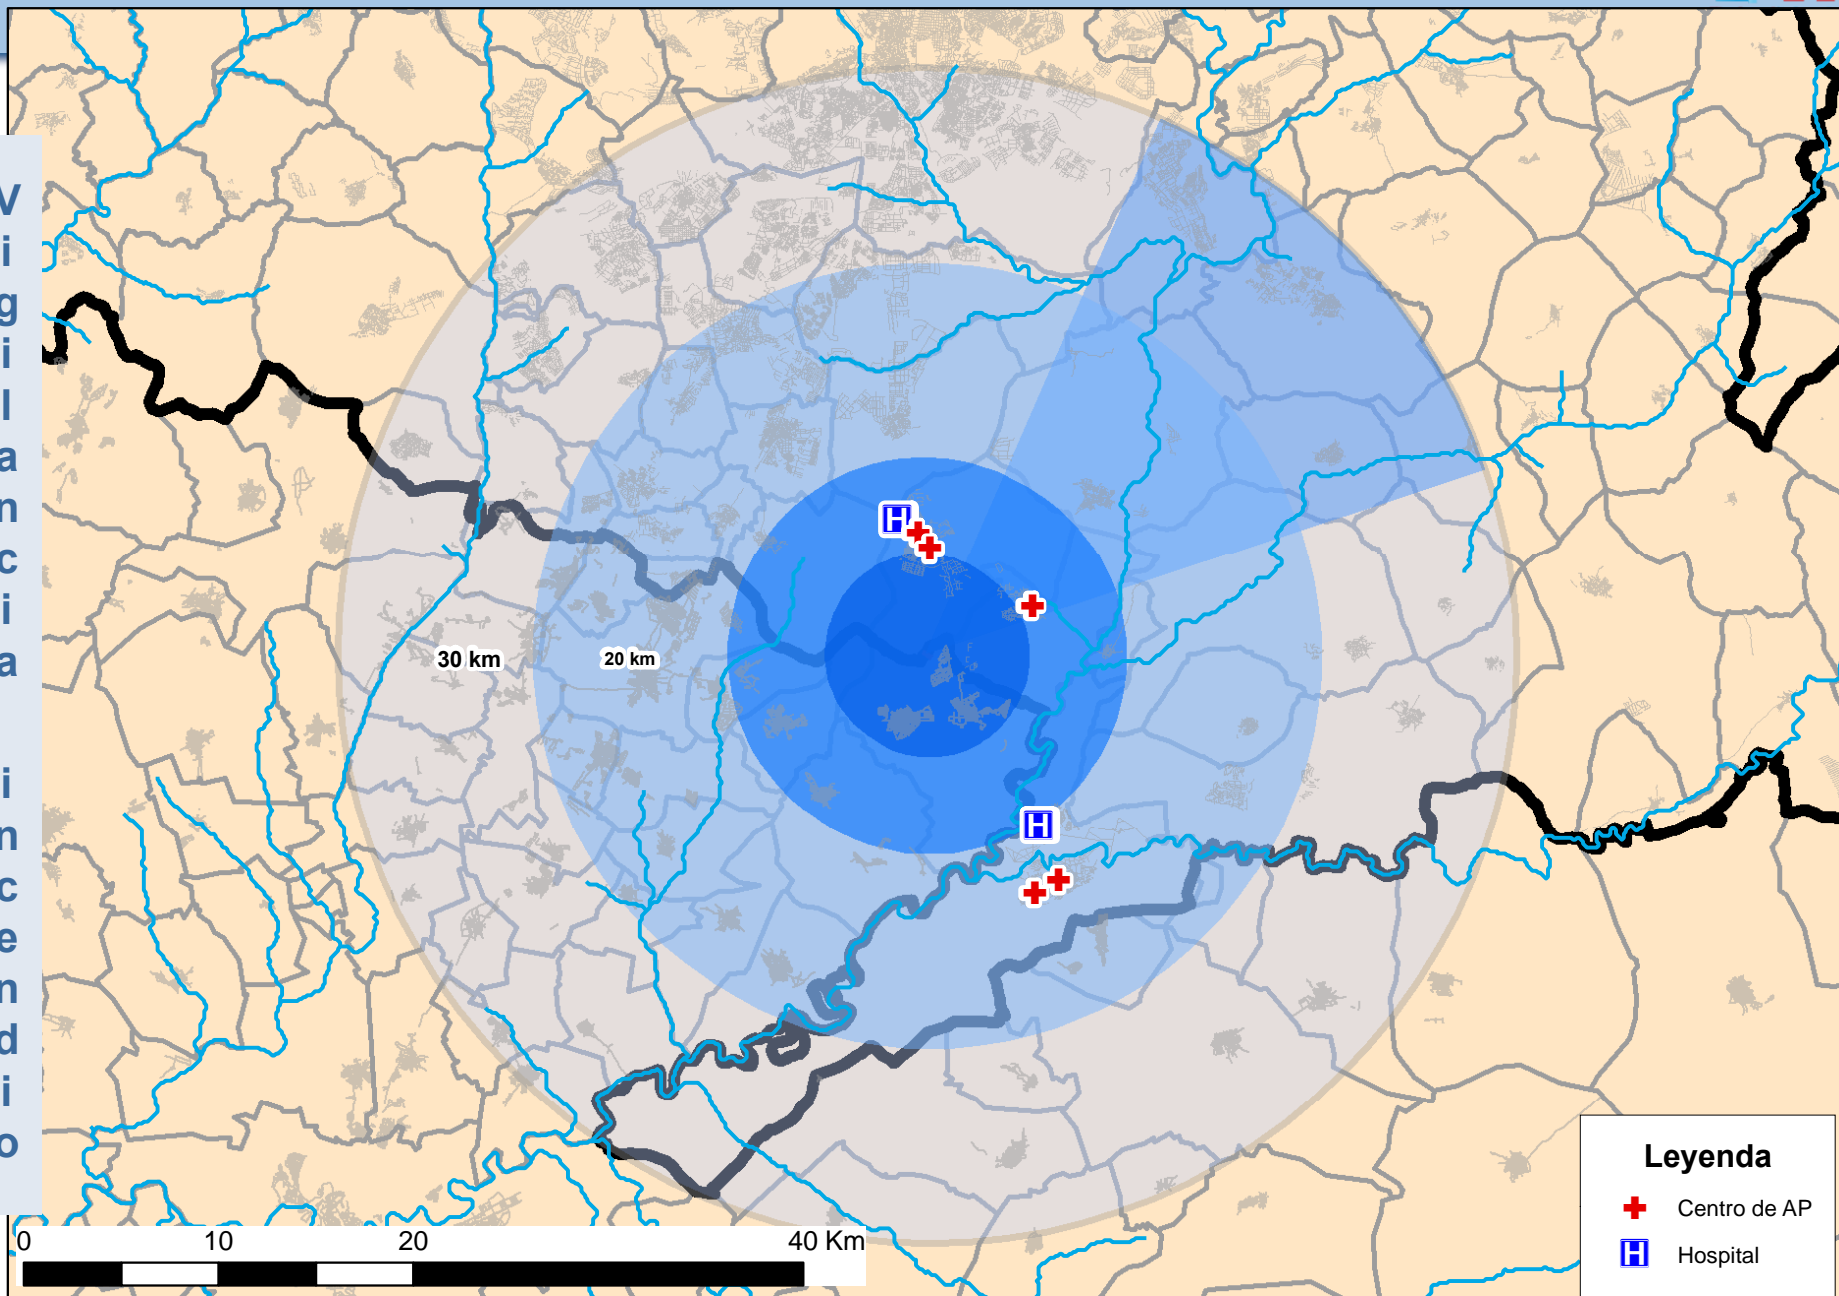 Vigilancia incendio
30 km
20 km
0 10 20 40 Km
Leyenda
Centro de AP
H Hospital
H
H